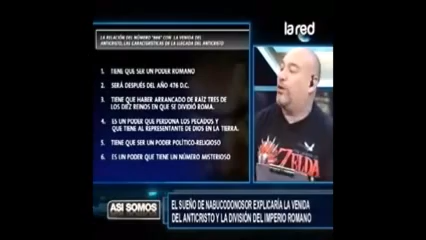 LA RELACIÓN DEL NÚMERO "666" CON LA VENIDA DEL
ANTICRISTO, LAS CARACTERÍSTICAS DE LA LLEGADA DEL ANTICRISTO
1. TIENE QUE SER UN PODER ROMANO
2. SERÁ DESPUÉS DEL AÑO 476 D.C.
3. TIENE QUE HABER ARRANCADO DE RAÍZ TRES DE
LOS DIEZ REINOS EN QUE SE DIVIDIÓ ROMA.
4. ES UN PODER QUE PERDONA LOS PECADOS Y
QUE TIENE AL REPRESENTANTE DE DIOS EN LA TIERRA.
5. TIENE QUE SER UN PODER POLÍTICO-RELIGIOSO
6. ES UN PODER QUE TIENE UN NÚMERO MISTERIOSO
la red
ZELDA
ASI SOMOS
EL SUEÑO DE NABUCODONOSOR EXPLICARÍA LA VENIDA
DEL ANTICRISTO Y LA DIVISIÓN DEL IMPERIO ROMANO